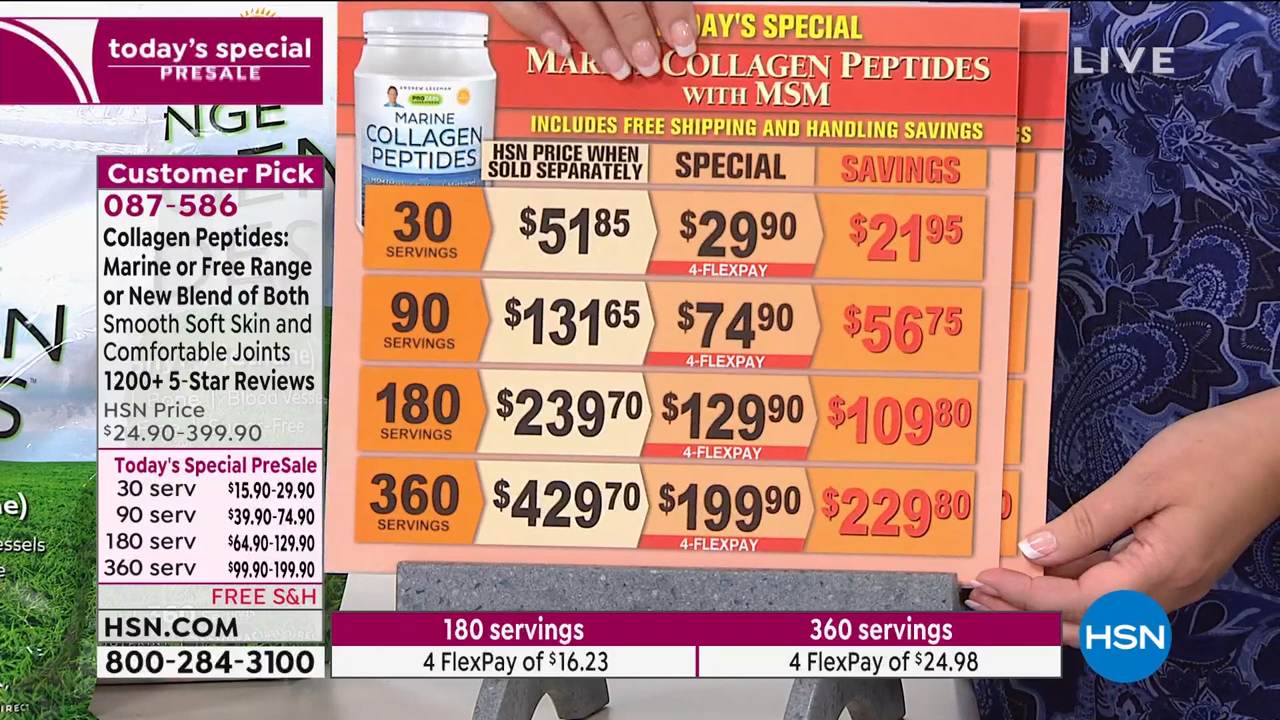 today's special
PRESALE
NGE
Customer Pick
087-586
Collagen Peptides:
Marine or Free Range
or New Blend of Both
Smooth Soft Skin and
Comfortable Joints
1200+ 5-Star Reviews
HSN Price
$24.90-399.90
Today's Special PreSale
30 serv $15.90-29.90
90 serv $39.90-74.90
180 serv $64.90-129.90
360 serv $99.90-199.90
FREE S&H
HSN.COM
800-284-3100
LIVE
DAY'S SPECIAL
COLLAGEN PEPTIDES
WITH MSM
INCLUDES FREE SHIPPING AND HANDLING SAVINGS
ANDREW LESSMAN
MARINE
COLLAGEN
PEPTIDES
HSN PRICE WHEN
SOLD SEPARATELY
SPECIAL
SAVINGS
30
SERVINGS
$51.85
$29.90
4-FLEXPAY
$21.95
90
SERVINGS
$131.65
$74.90
4-FLEXPAY
$56.75
180
SERVINGS
$239.70
$129.90
4-FLEXPAY
$109.80
360
SERVINGS
$429.70
$199.90
4-FLEXPAY
$229.80
180 servings
4 FlexPay of $16.23
360 servings
4 FlexPay of $24.98
HSN